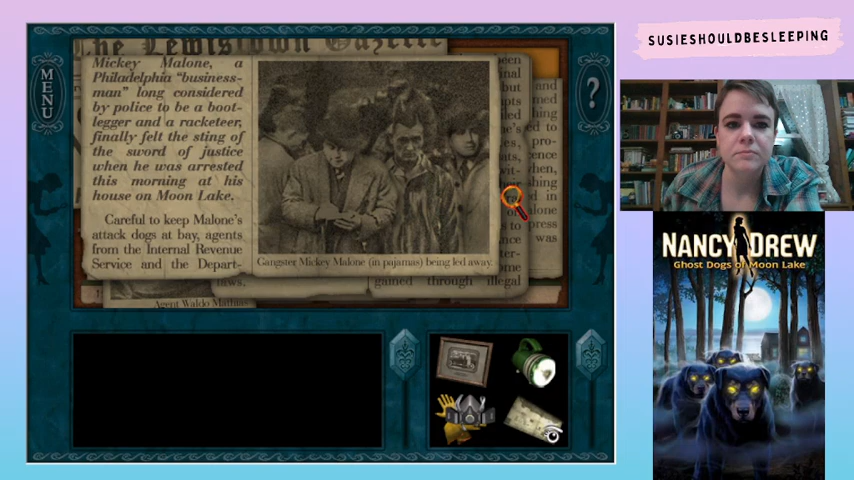 The Lewistown Gazette
Mickey Malone, a
Philadelphia "business-
man" long considered
by police to be a boot-
legger and a racketeer,
finally felt the sting of
the sword of justice
when he was arrested
this morning at his
house on Moon Lake.
Careful to keep Malone's
attack dogs at bay, agents
from the Internal Revenue
Service and the Depart-
Gangster Mickey Malone (in pajamas) being led away.
gained through illegal
Agent Waldo Mathias
MENU
?
SUSIESHOULDBESLEEPING
NANCY DREW
Ghost Dogs of Moon Lake